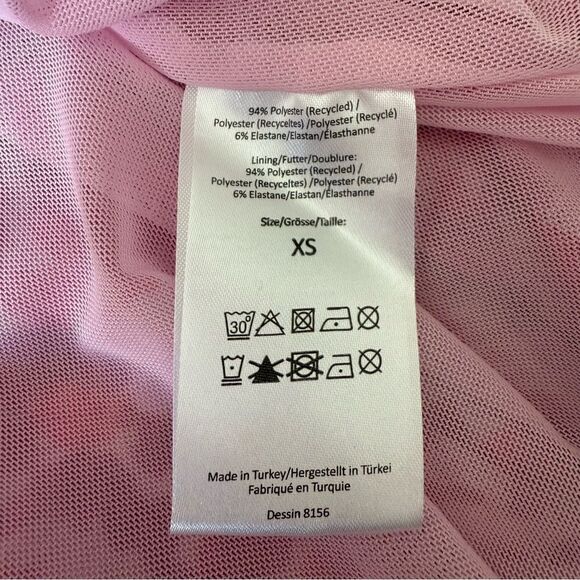 94% Polyester (Recycled) /
Polyester (Recyceltes) /Polyester (Recyclé)
6% Elastane/Elastan/Élasthanne
Lining/Futter/Doublure:
94% Polyester (Recycled) /
Polyester (Recyceltes) /Polyester (Recyclé)
6% Elastane/Elastan/Élasthanne
Size/Grösse/Taille:
XS
30°
Made in Turkey/Hergestellt in Türkei
Fabriqué en Turquie
Dessin 8156